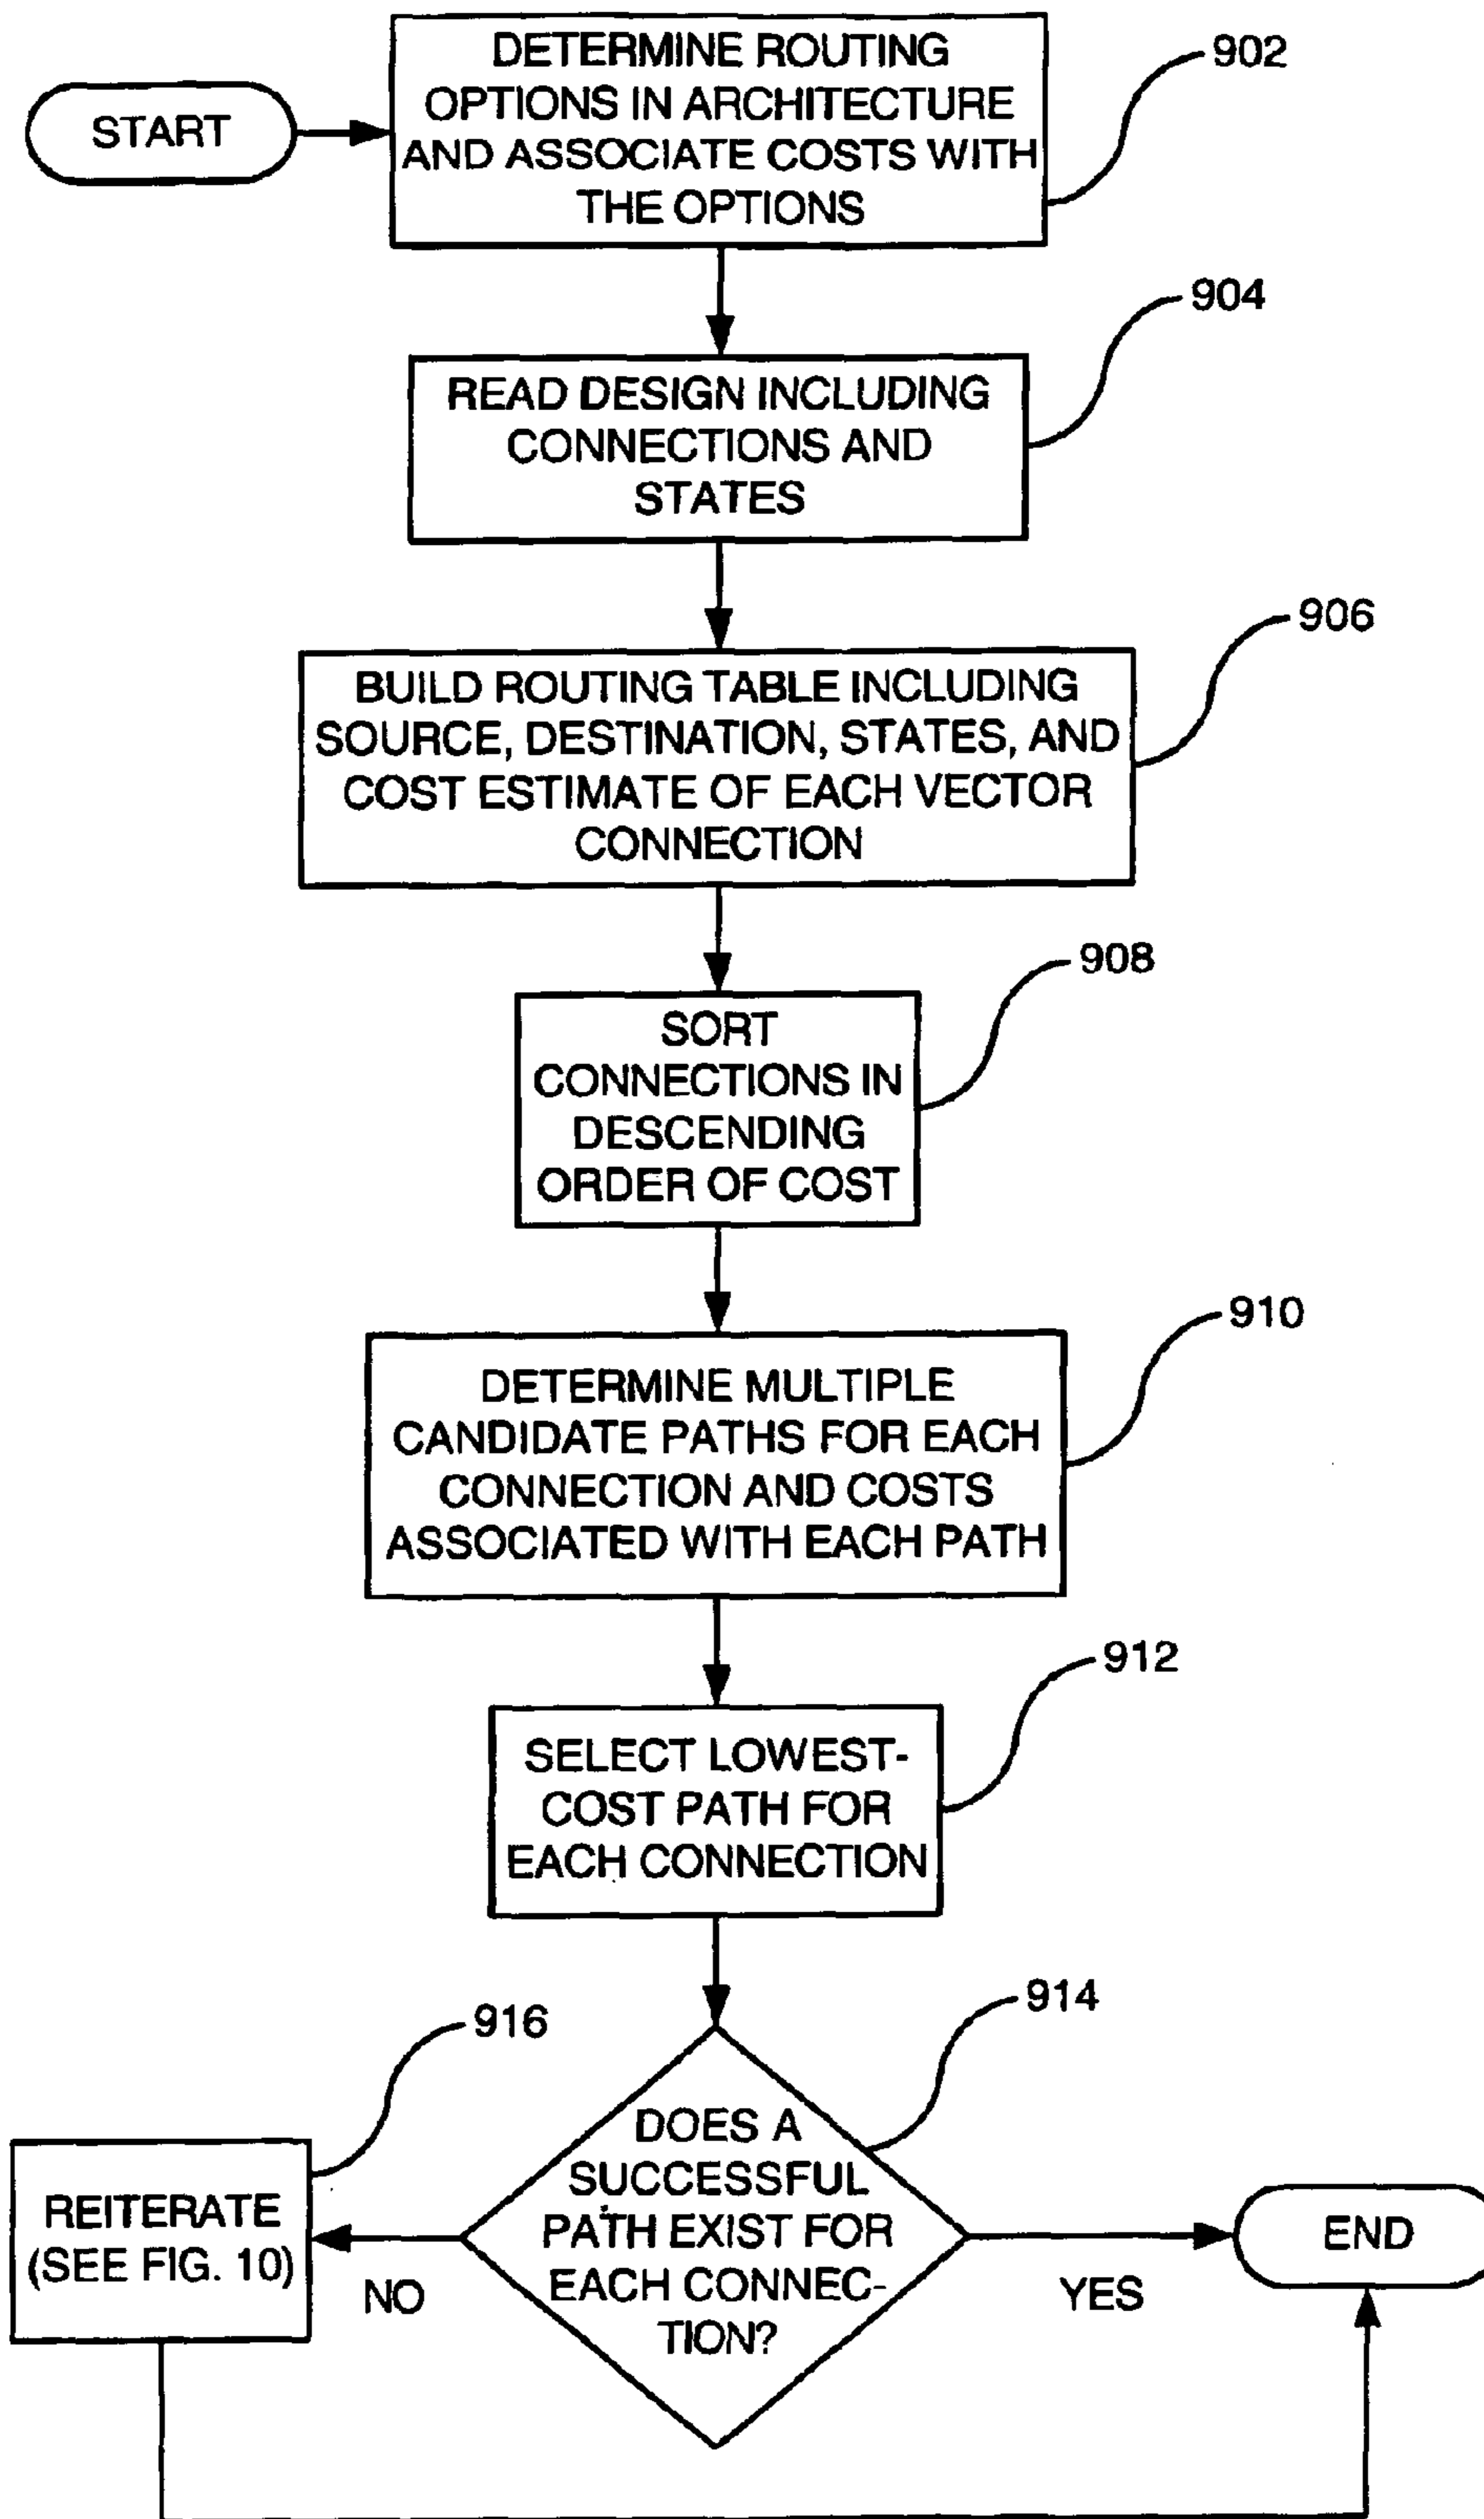 START
DETERMINE ROUTING
OPTIONS IN ARCHITECTURE
AND ASSOCIATE COSTS WITH
THE OPTIONS
902
904
READ DESIGN INCLUDING
CONNECTIONS AND
STATES
906
BUILD ROUTING TABLE INCLUDING
SOURCE, DESTINATION, STATES, AND
COST ESTIMATE OF EACH VECTOR
CONNECTION
908
SORT
CONNECTIONS IN
DESCENDING
ORDER OF COST
910
DETERMINE MULTIPLE
CANDIDATE PATHS FOR EACH
CONNECTION AND COSTS
ASSOCIATED WITH EACH PATH
912
SELECT LOWEST-
COST PATH FOR
EACH CONNECTION
914
916
DOES A
SUCCESSFUL
PATH EXIST FOR
EACH CONNEC-
TION?
REITERATE
(SEE FIG. 10)
NO
YES
END